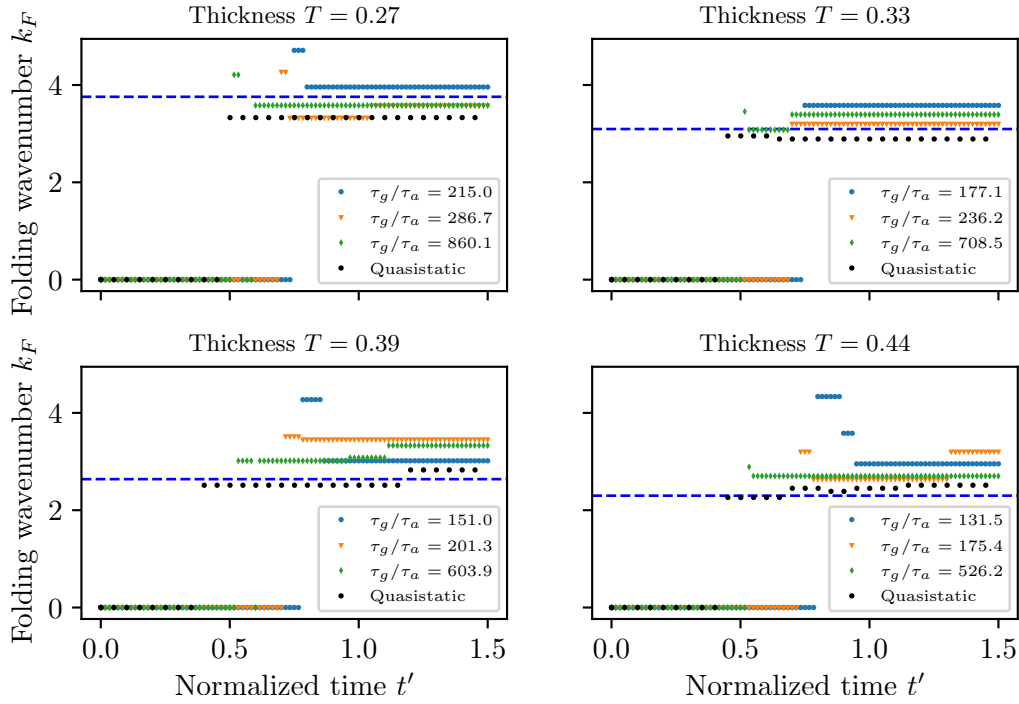 Thickness T = 0.27
Thickness T = 0.33
Folding wavenumber k_F
4
2
0
τ_g/τ_a = 215.0
τ_g/τ_a = 286.7
τ_g/τ_a = 860.1
Quasistatic
τ_g/τ_a = 177.1
τ_g/τ_a = 236.2
τ_g/τ_a = 708.5
Quasistatic
Thickness T = 0.39
Thickness T = 0.44
Folding wavenumber k_F
4
2
0
τ_g/τ_a = 151.0
τ_g/τ_a = 201.3
τ_g/τ_a = 603.9
Quasistatic
τ_g/τ_a = 131.5
τ_g/τ_a = 175.4
τ_g/τ_a = 526.2
Quasistatic
0.0 0.5 1.0 1.5
0.0 0.5 1.0 1.5
Normalized time t′
Normalized time t′